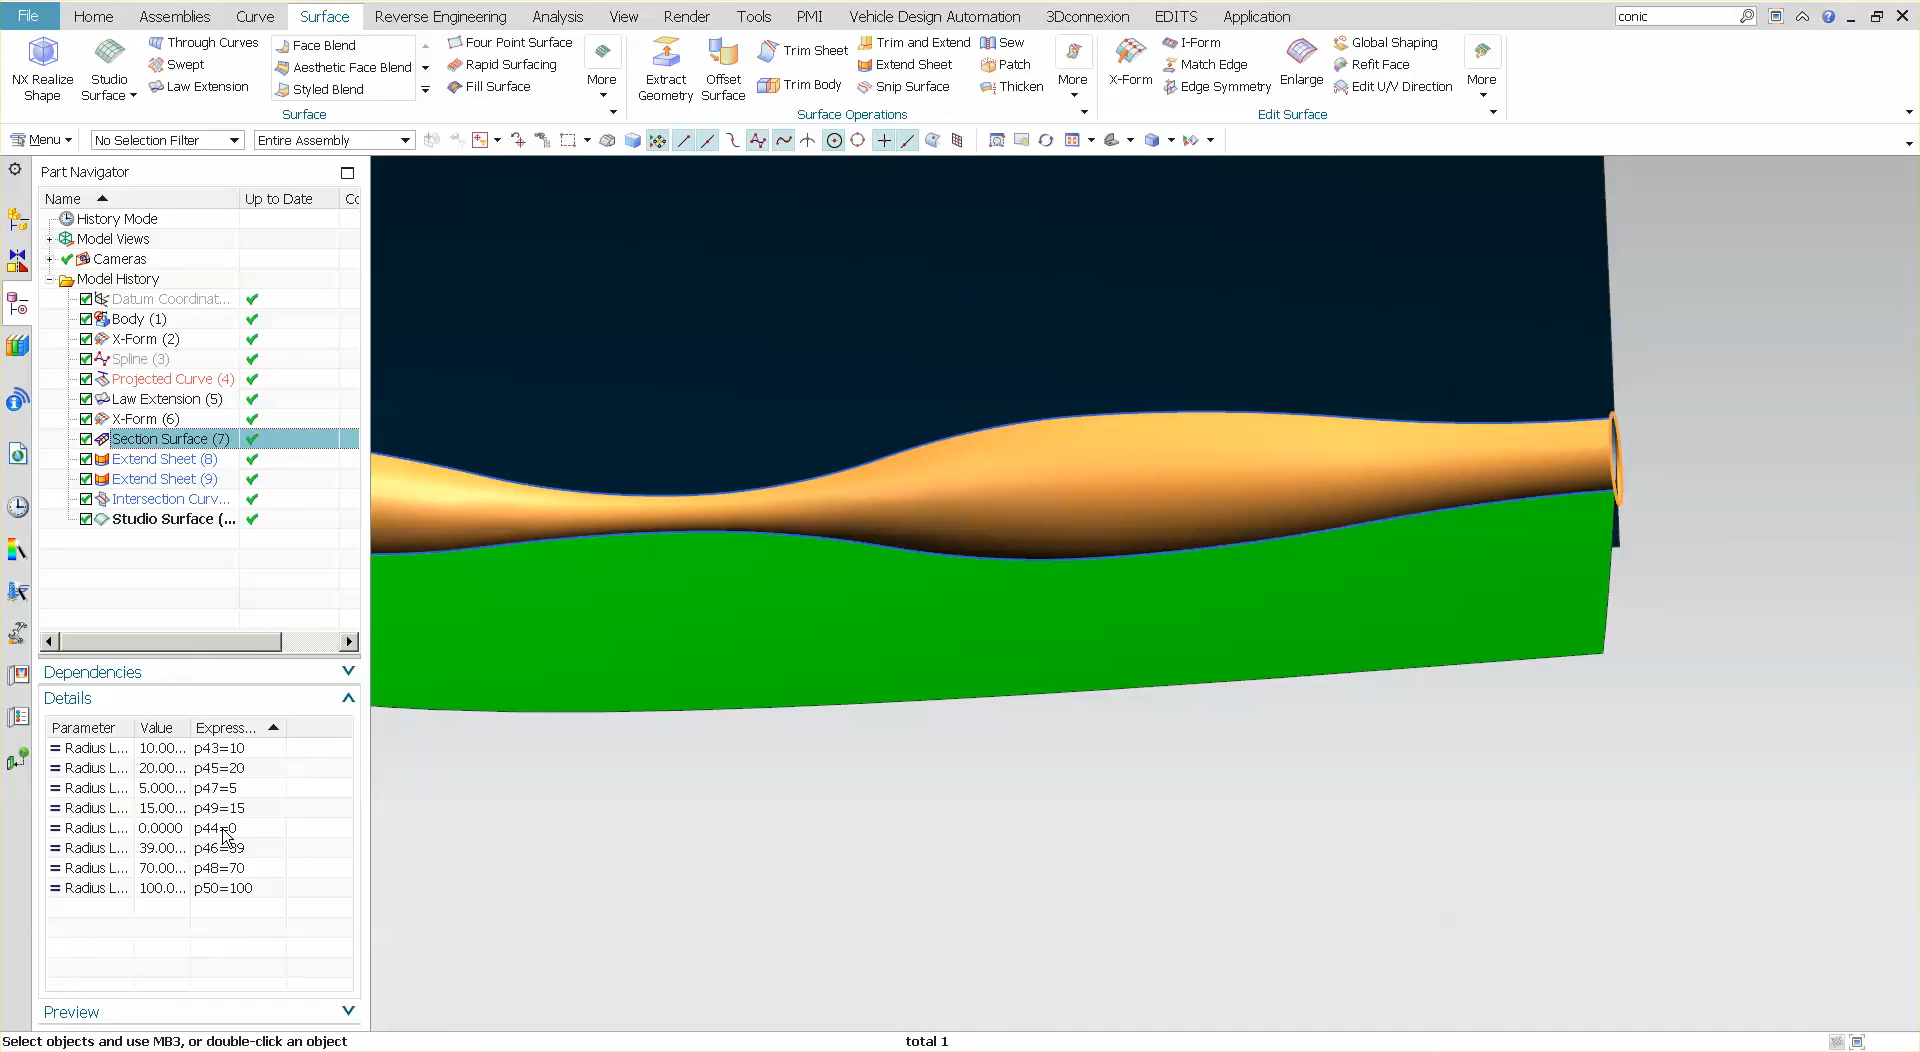 File Home Assemblies Curve Surface Reverse Engineering Analysis View Render Tools PMI Vehicle Design Automation 3Dconnexion EDITS Application conic
NX Realize Shape
Studio Surface
Through Curves
Swept
Law Extension
Face Blend
Aesthetic Face Blend
Styled Blend
Four Point Surface
Rapid Surfacing
Fill Surface
More
Surface
Extract Geometry
Offset Surface
Trim Sheet
Trim Body
Trim and Extend
Extend Sheet
Snip Surface
Sew
Patch
Thicken
More
Surface Operations
X-Form
I-Form
Match Edge
Edge Symmetry
Enlarge
Global Shaping
Refit Face
Edit U/V Direction
More
Edit Surface
Menu No Selection Filter Entire Assembly
Part Navigator
Name Up to Date Cc
History Mode
Model Views
Cameras
Model History
Datum Coordinat...
Body (1)
X-Form (2)
Spline (3)
Projected Curve (4)
Law Extension (5)
X-Form (6)
Section Surface (7)
Extend Sheet (8)
Extend Sheet (9)
Intersection Curv...
Studio Surface (...
Dependencies
Details
Parameter Value Express...
Radius L... 10.00... p43=10
Radius L... 20.00... p45=20
Radius L... 5.000... p47=5
Radius L... 15.00... p49=15
Radius L... 0.0000 p44=0
Radius L... 39.00... p46=39
Radius L... 70.00... p48=70
Radius L... 100.0... p50=100
Preview
Select objects and use MB3, or double-click an object total 1